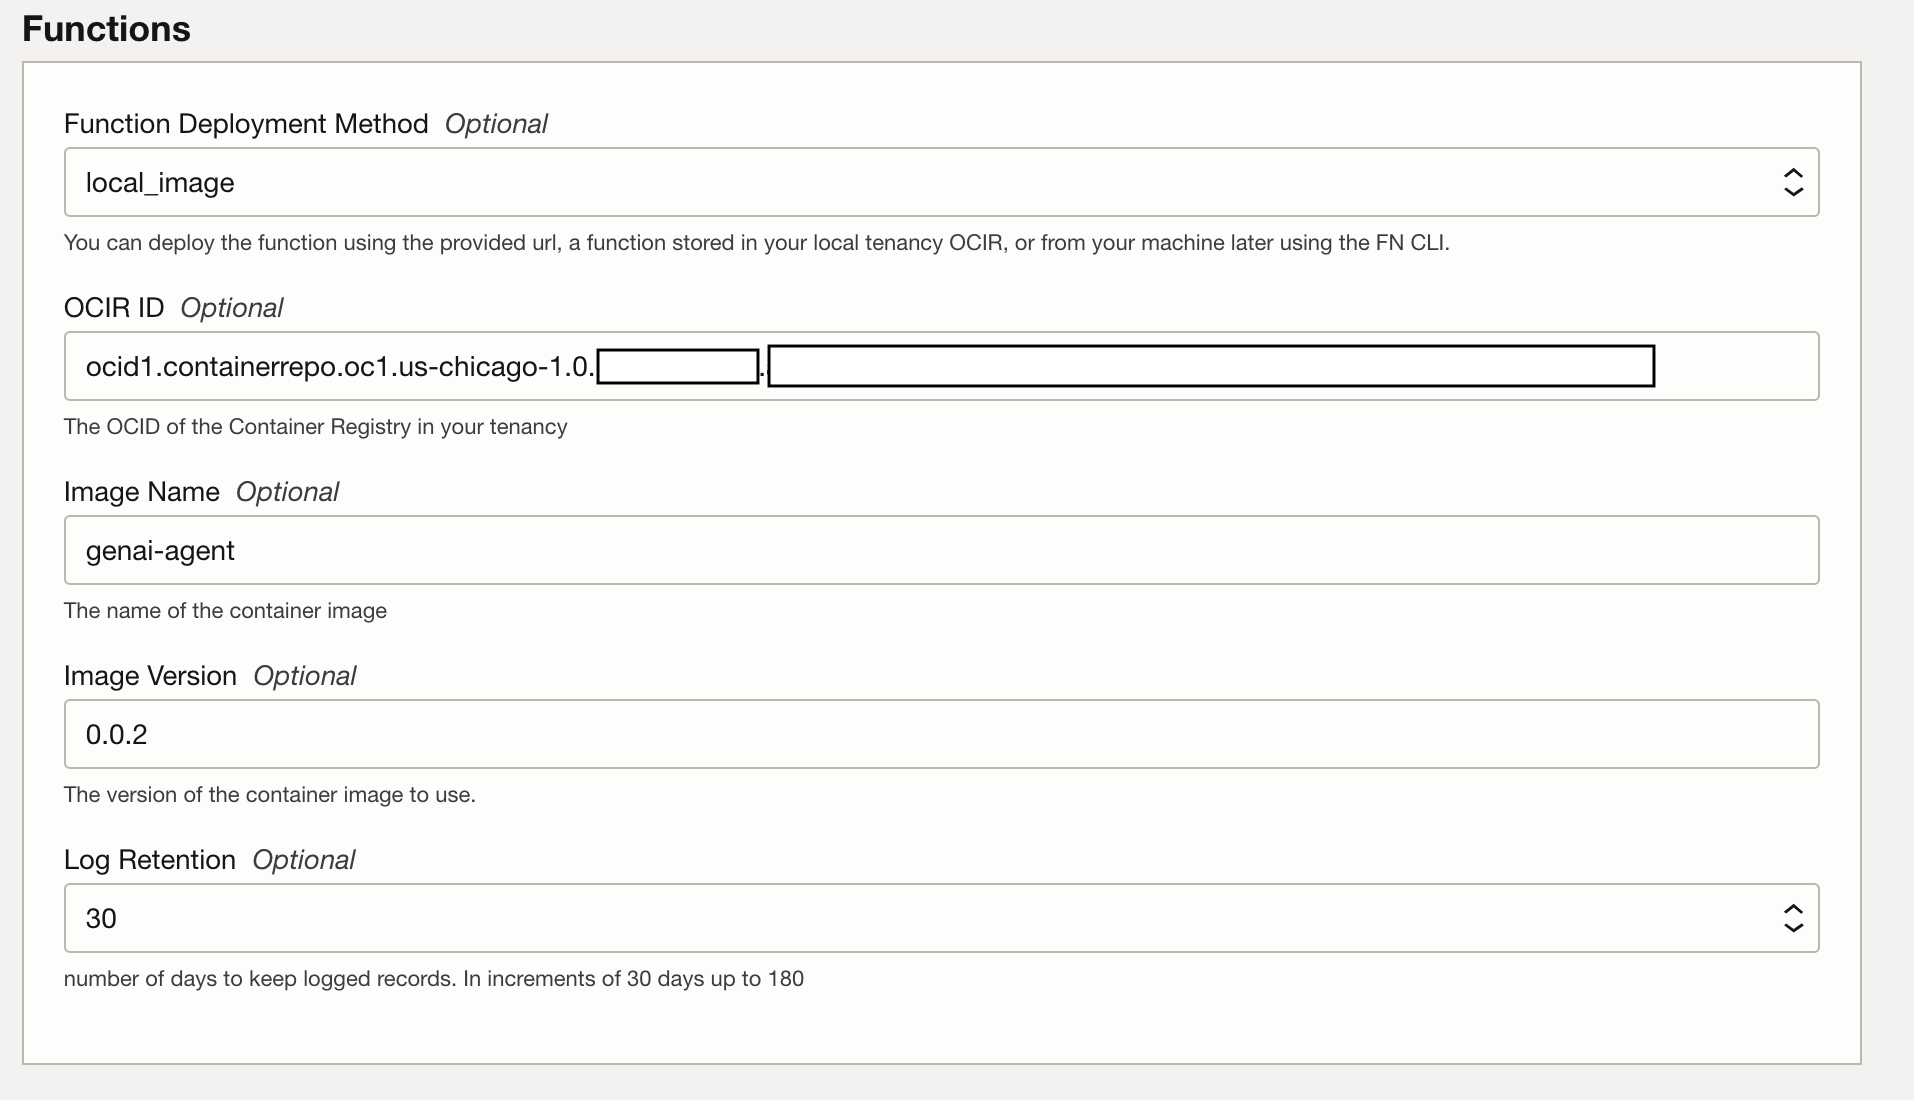 Functions
Function Deployment Method Optional
local_image
You can deploy the function using the provided url, a function stored in your local tenancy OCIR, or from your machine later using the FN CLI.
OCIR ID Optional
ocid1.containerrepo.oc1.us-chicago-1.0. .
The OCID of the Container Registry in your tenancy
Image Name Optional
genai-agent
The name of the container image
Image Version Optional
0.0.2
The version of the container image to use.
Log Retention Optional
30
number of days to keep logged records. In increments of 30 days up to 180